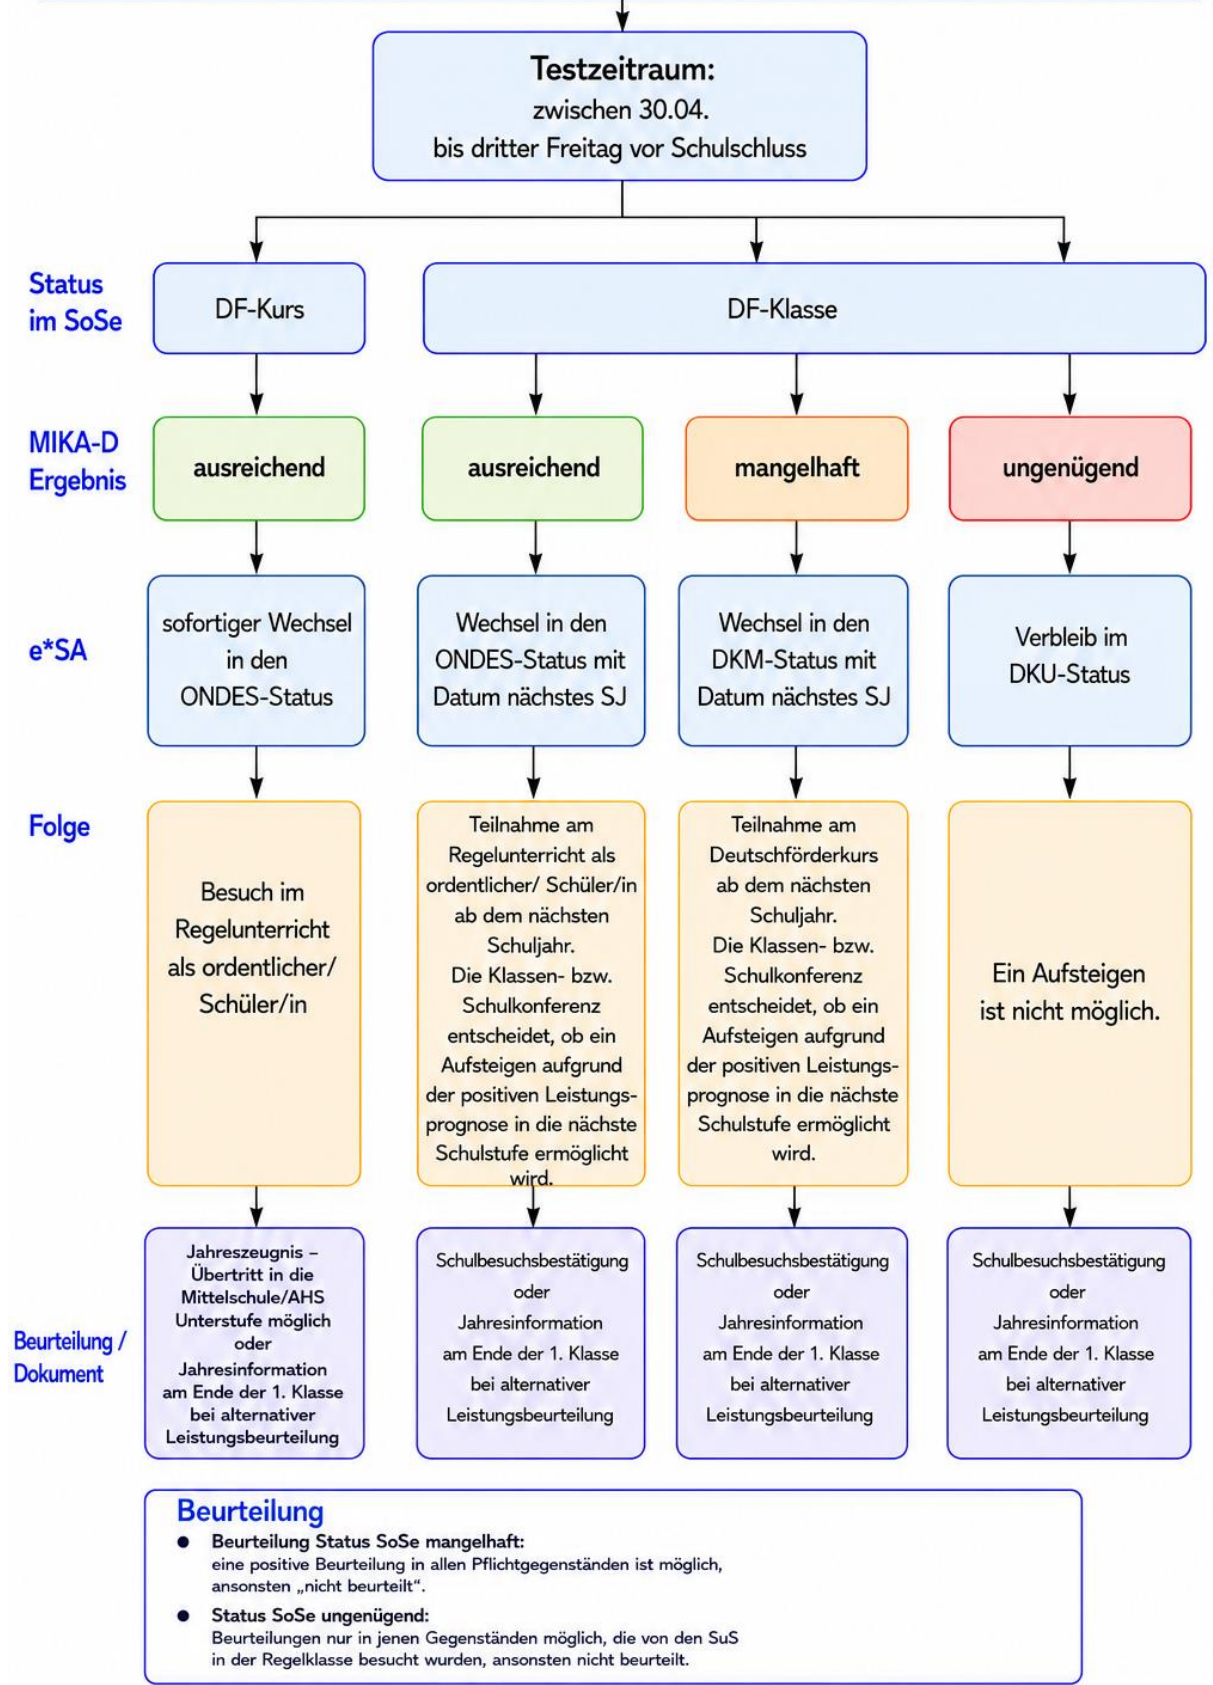 Testzeitraum:
zwischen 30.04.
bis dritter Freitag vor Schulschluss
Status
im SoSe
DF-Kurs
DF-Klasse
MIKA-D
Ergebnis
ausreichend
ausreichend
mangelhaft
ungenügend
e*SA
sofortiger Wechsel
in den
ONDES-Status
Wechsel in den
ONDES-Status mit
Datum nächstes SJ
Wechsel in den
DKM-Status mit
Datum nächstes SJ
Verbleib im
DKU-Status
Folge
Besuch im
Regelunterricht
als ordentlicher/
Schüler/in
Teilnahme am
Regelunterricht als
ordentlicher/ Schüler/in
ab dem nächsten
Schuljahr.
Die Klassen- bzw.
Schulkonferenz
entscheidet, ob ein
Aufsteigen aufgrund
der positiven Leistungs-
prognose in die nächste
Schulstufe ermöglicht
wird.
Teilnahme am
Deutschförderkurs
ab dem nächsten
Schuljahr.
Die Klassen- bzw.
Schulkonferenz
entscheidet, ob ein
Aufsteigen aufgrund
der positiven Leistungs-
prognose in die nächste
Schulstufe ermöglicht
wird.
Ein Aufsteigen
ist nicht möglich.
Beurteilung /
Dokument
Jahreszeugnis –
Übertritt in die
Mittelschule/AHS
Unterstufe möglich
oder
Jahresinformation
am Ende der 1. Klasse
bei alternativer
Leistungsbeurteilung
Schulbesuchsbestätigung
oder
Jahresinformation
am Ende der 1. Klasse
bei alternativer
Leistungsbeurteilung
Schulbesuchsbestätigung
oder
Jahresinformation
am Ende der 1. Klasse
bei alternativer
Leistungsbeurteilung
Schulbesuchsbestätigung
oder
Jahresinformation
am Ende der 1. Klasse
bei alternativer
Leistungsbeurteilung
Beurteilung
● Beurteilung Status SoSe mangelhaft:
eine positive Beurteilung in allen Pflichtgegenständen ist möglich,
ansonsten „nicht beurteilt“.
● Status SoSe ungenügend:
Beurteilungen nur in jenen Gegenständen möglich, die von den SuS
in der Regelklasse besucht wurden, ansonsten nicht beurteilt.